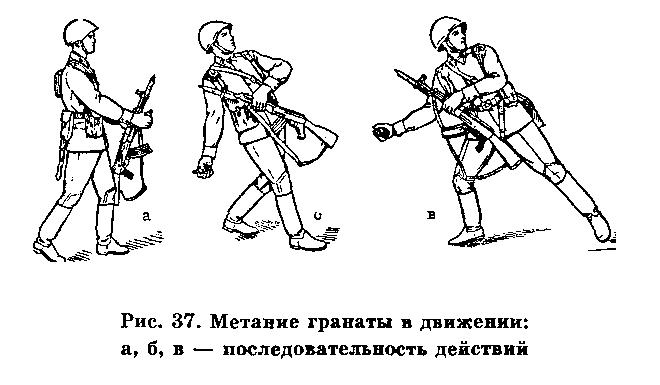 а
с
в
Рис. 37. Метание гранаты в движении:
а, б, в — последовательность действий